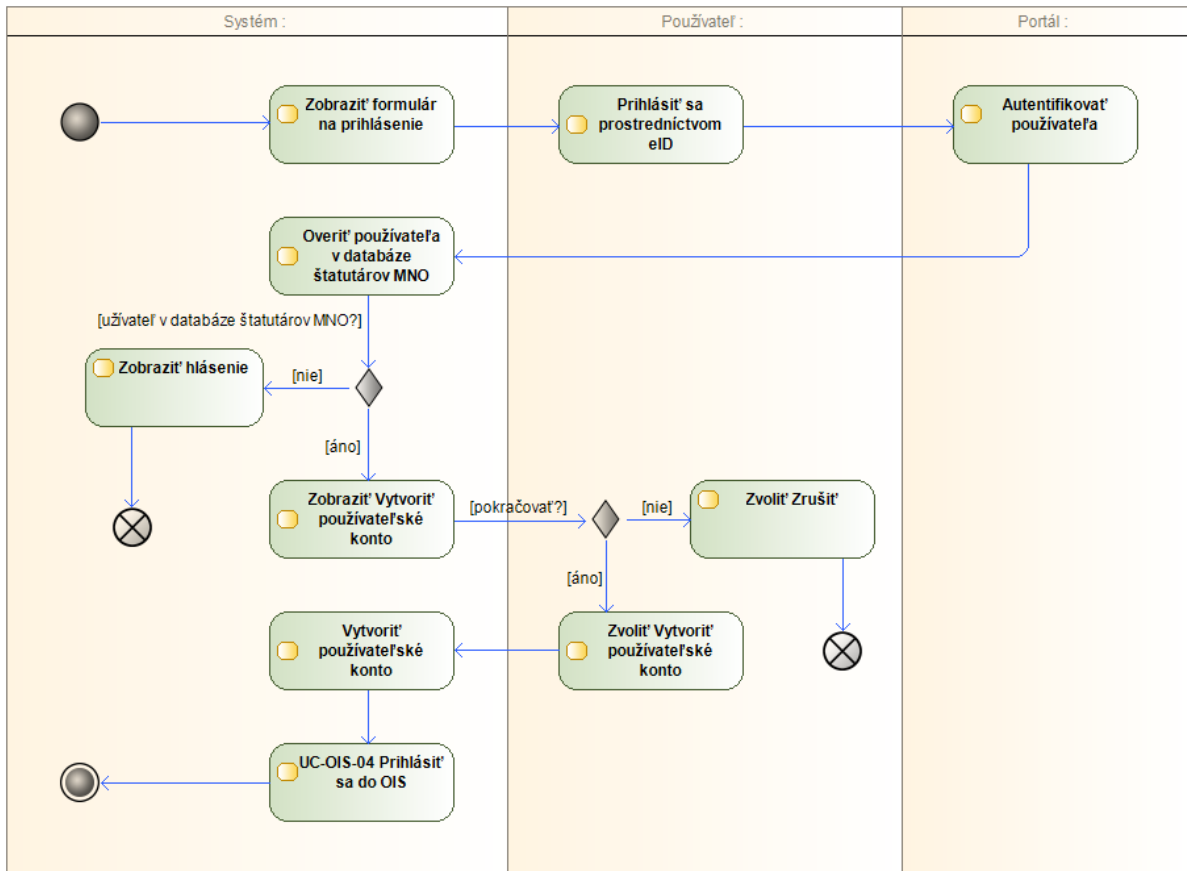 Systém :
Používateľ :
Portál :
Zobraziť formulár
na prihlásenie
Prihlásiť sa
prostredníctvom
eID
Autentifikovať
používateľa
Overiť používateľa
v databáze
štatutárov MNO
[užívateľ v databáze štatutárov MNO?]
Zobraziť hlásenie
[nie]
[áno]
Zobraziť Vytvoriť
používateľské
konto
[pokračovať?]
[nie]
Zvoliť Zrušiť
[áno]
Vytvoriť
používateľské
konto
Zvoliť Vytvoriť
používateľské
konto
UC-OIS-04 Prihlásiť
sa do OIS